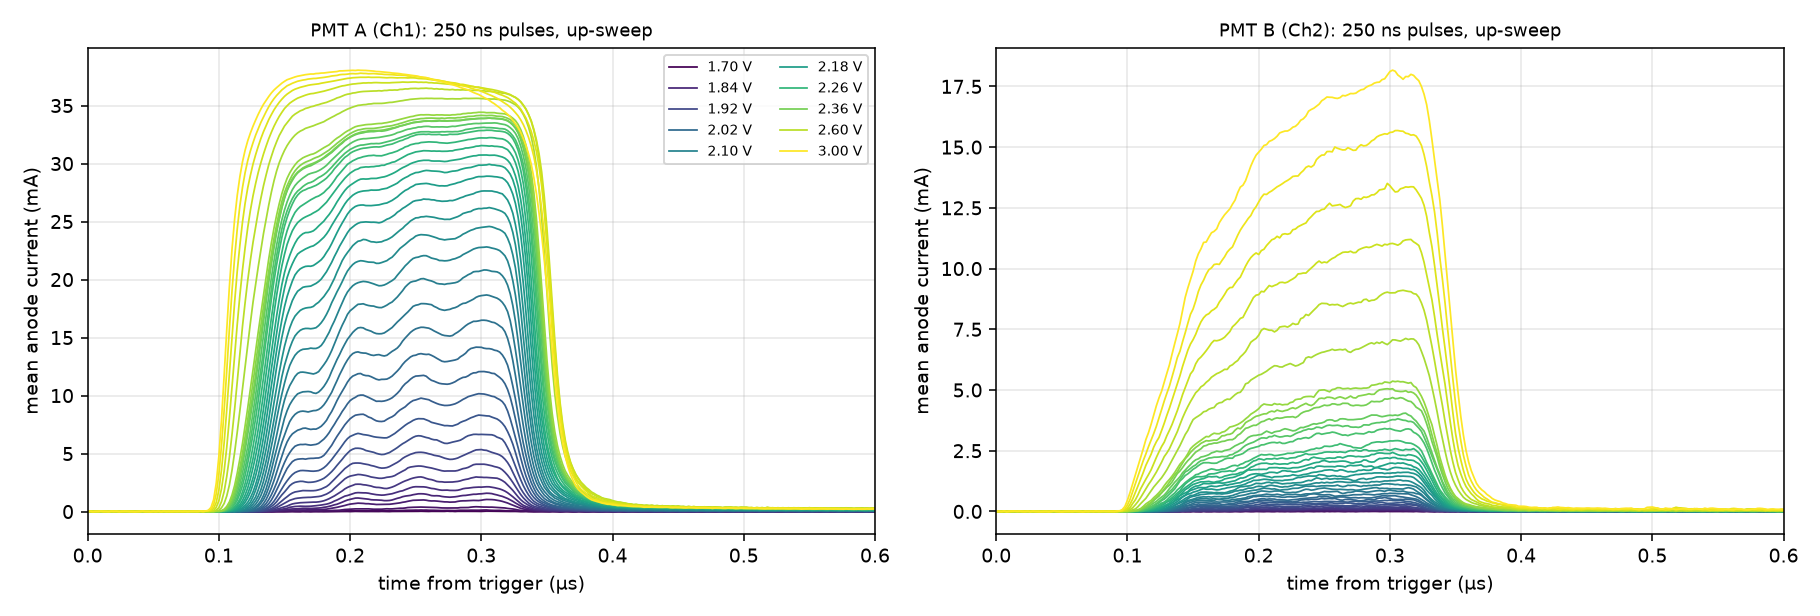 PMT A (Ch1): 250 ns pulses, up-sweep
mean anode current (mA)
35
30
25
20
15
10
5
0
1.70 V
1.84 V
1.92 V
2.02 V
2.10 V
2.18 V
2.26 V
2.36 V
2.60 V
3.00 V
0.0 0.1 0.2 0.3 0.4 0.5 0.6
time from trigger (µs)
PMT B (Ch2): 250 ns pulses, up-sweep
mean anode current (mA)
17.5
15.0
12.5
10.0
7.5
5.0
2.5
0.0
0.0 0.1 0.2 0.3 0.4 0.5 0.6
time from trigger (µs)